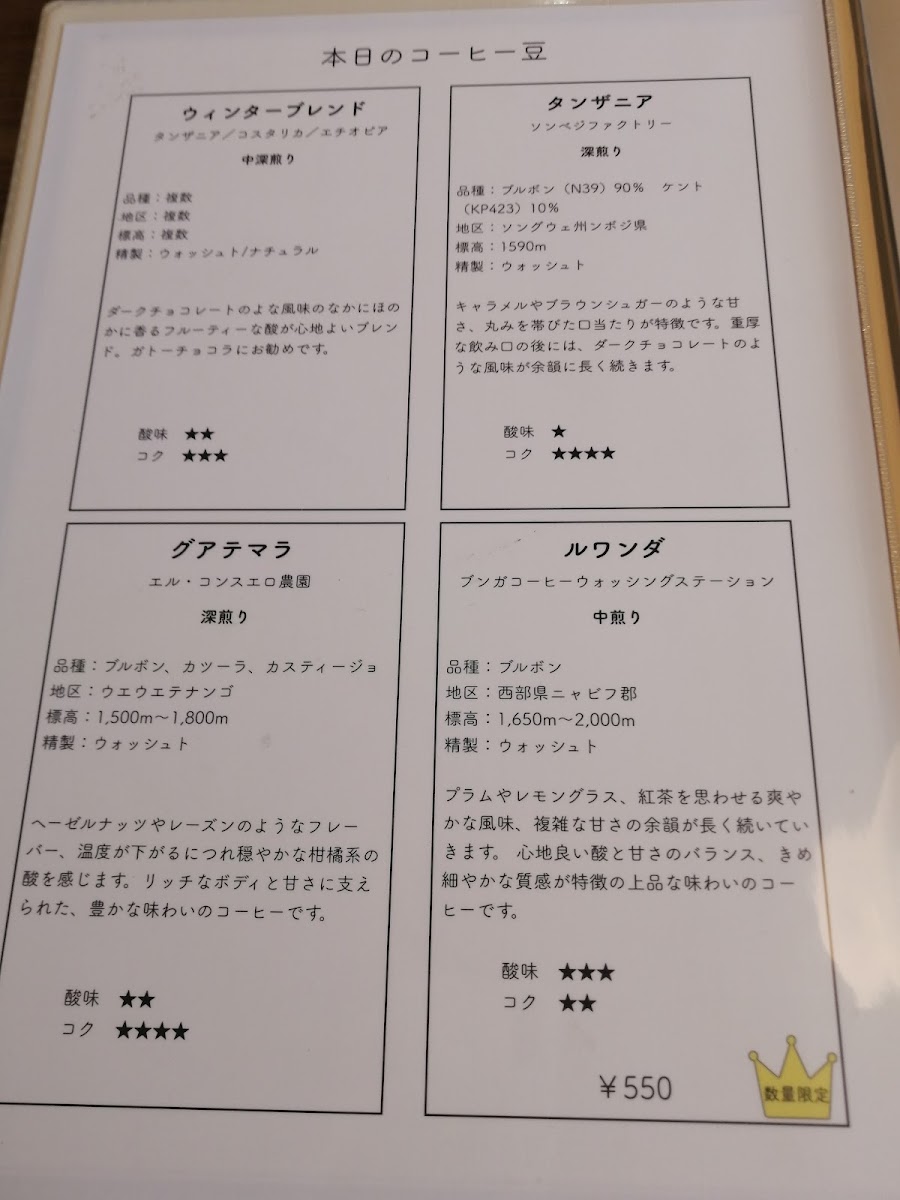 本日のコーヒー豆
ウィンターブレンド
タンザニア/コスタリカ/エチオピア
中深煎り
品種：複数
地区：複数
標高：複数
精製：ウォッシュト/ナチュラル
ダークチョコレートのよな風味のなかにほの
かに香るフルーティーな酸が心地よいブレン
ド。ガトーチョコラにお勧めです。
酸味 ★★
コク ★★★
タンザニア
ソンベジファクトリー
深煎り
品種：ブルボン（N39）90％ ケント
（KP423）10％
地区：ソングウェ州ンボジ県
標高：1590m
精製：ウォッシュト
キャラメルやブラウンシュガーのような甘
さ、丸みを帯びた口当たりが特徴です。重厚
な飲み口の後には、ダークチョコレートのよ
うな風味が余韻に長く続きます。
酸味 ★
コク ★★★★
グアテマラ
エル・コンスエロ農園
深煎り
品種：ブルボン、カツーラ、カスティージョ
地区：ウエウエテナンゴ
標高：1,500m〜1,800m
精製：ウォッシュト
ヘーゼルナッツやレーズンのようなフレー
バー、温度が下がるにつれ穏やかな柑橘系の
酸を感じます。リッチなボディと甘さに支え
られた、豊かな味わいのコーヒーです。
酸味 ★★
コク ★★★★
ルワンダ
ブンガコーヒーウォッシングステーション
中煎り
品種：ブルボン
地区：西部県ニャビフ郡
標高：1,650m〜2,000m
精製：ウォッシュト
プラムやレモングラス、紅茶を思わせる爽や
かな風味、複雑な甘さの余韻が長く続いてい
きます。 心地良い酸と甘さのバランス、きめ
細やかな質感が特徴の上品な味わいのコー
ヒーです。
酸味 ★★★
コク ★★
￥550
数量限定